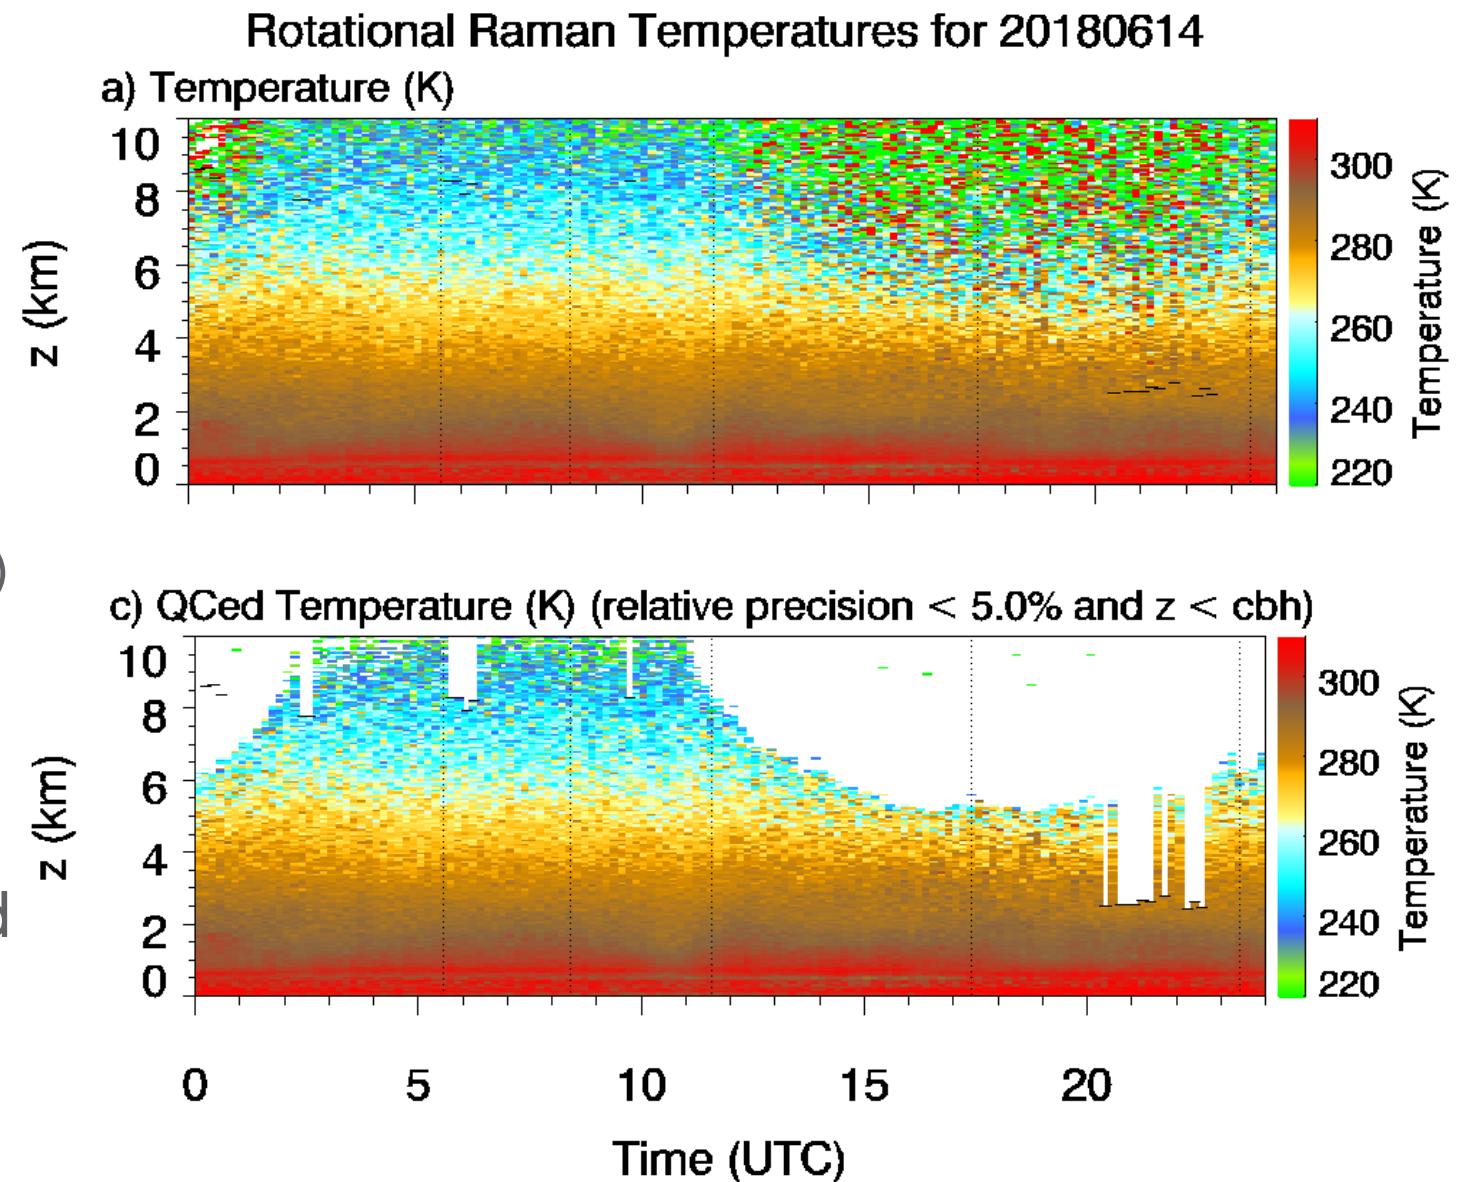 Rotational Raman Temperatures for 20180614
a) Temperature (K)
10
8
6
4
2
0
z (km)
300
280
260
240
220
Temperature (K)
)
c) QCed Temperature (K) (relative precision < 5.0% and z < cbh)
10
8
6
4
2
0
z (km)
300
280
260
240
220
Temperature (K)
0 5 10 15 20
Time (UTC)